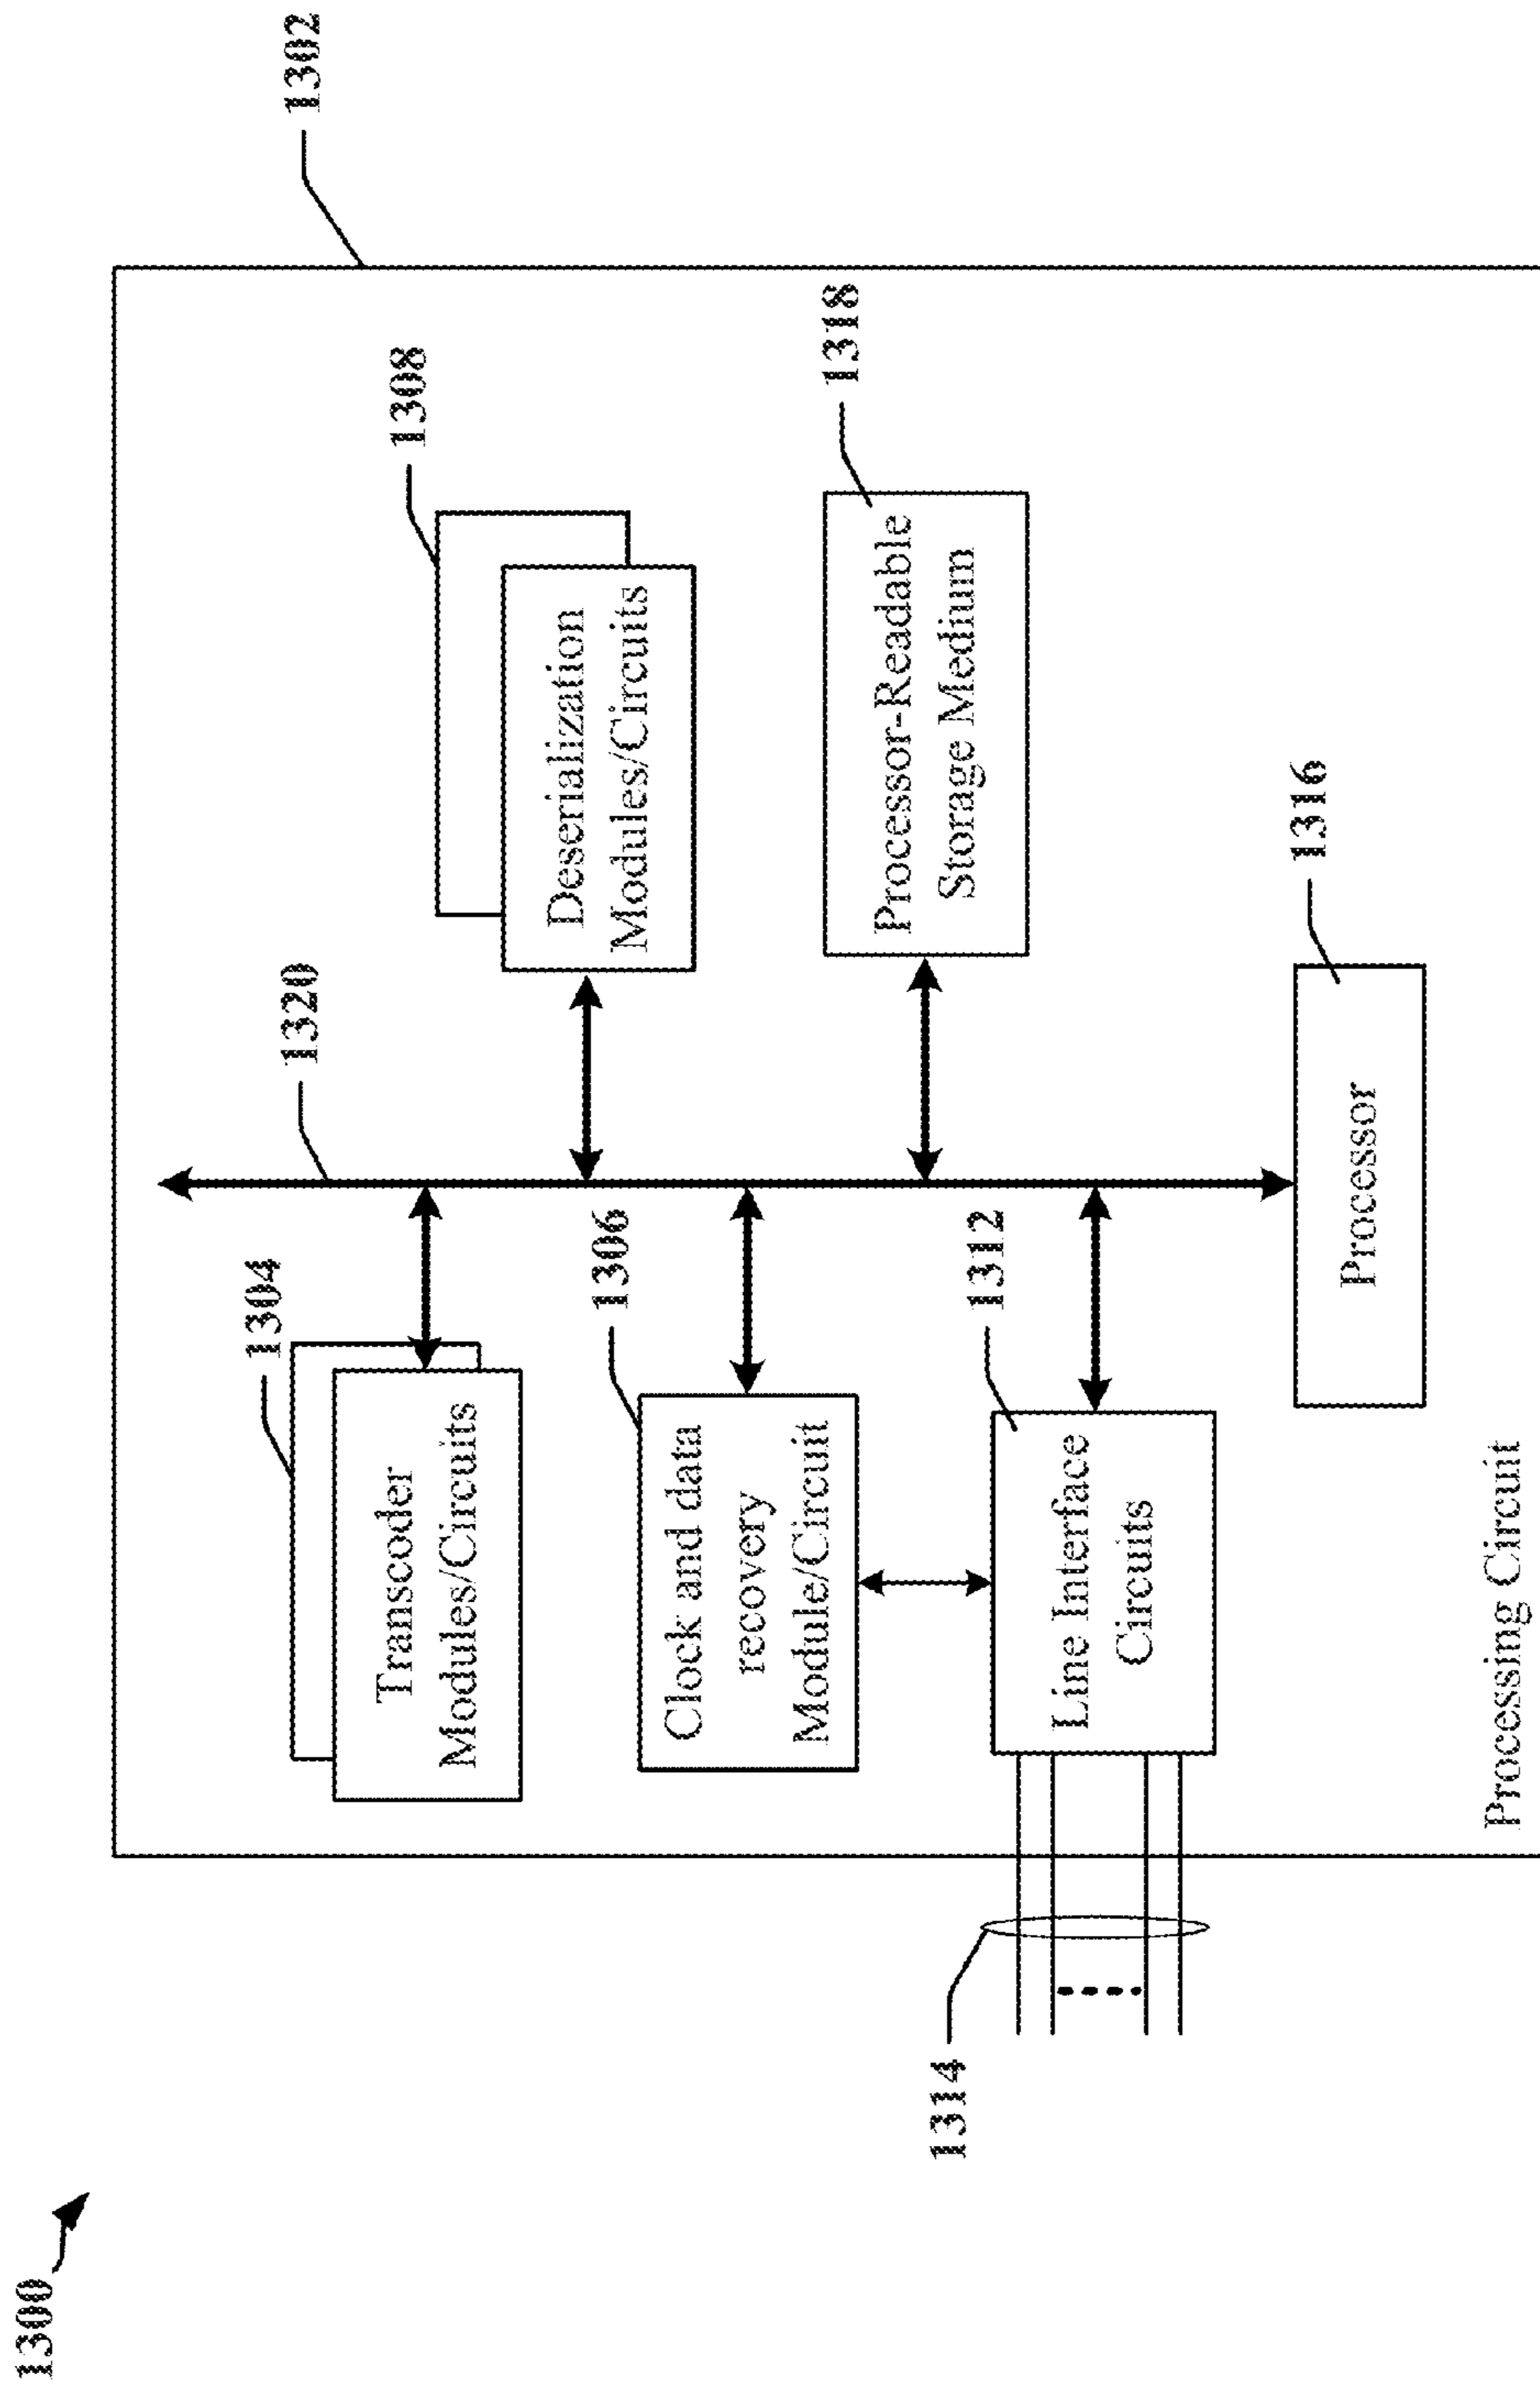 1300
1302
1304
Transcoder
Modules/Circuits
1320
1308
Deserialization
Modules/Circuits
1306
Clock and data
recovery
Module/Circuit
1318
Processor-Readable
Storage Medium
1312
Line Interface
Circuits
1314
1316
Processor
Processing Circuit